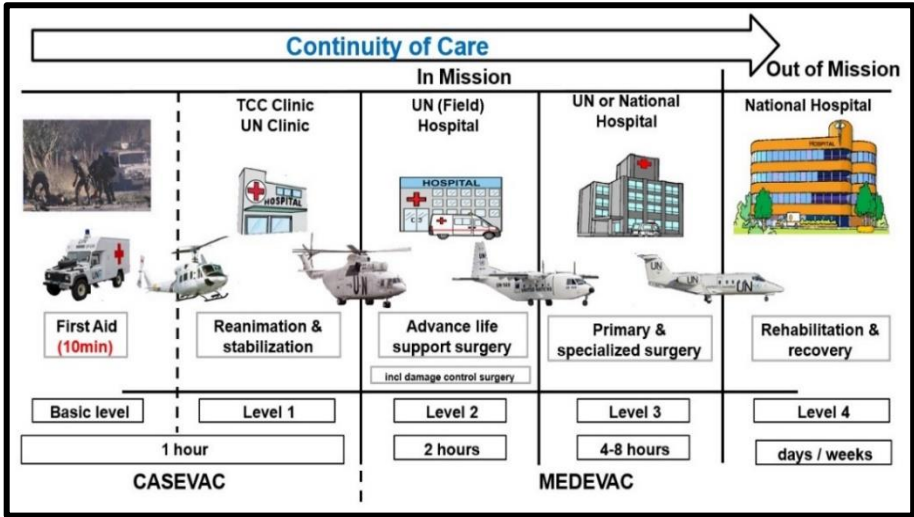 Continuity of Care
In Mission
Out of Mission
TCC Clinic
UN Clinic
UN (Field)
Hospital
UN or National
Hospital
National Hospital
HOSPITAL
HOSPITAL
HOSPITAL
UN
UN
UN
UN
First Aid
(10min)
Reanimation &
stabilization
Advance life
support surgery
incl damage control surgery
Primary &
specialized surgery
Rehabilitation &
recovery
Basic level
Level 1
Level 2
Level 3
Level 4
1 hour
2 hours
4-8 hours
days / weeks
CASEVAC
MEDEVAC